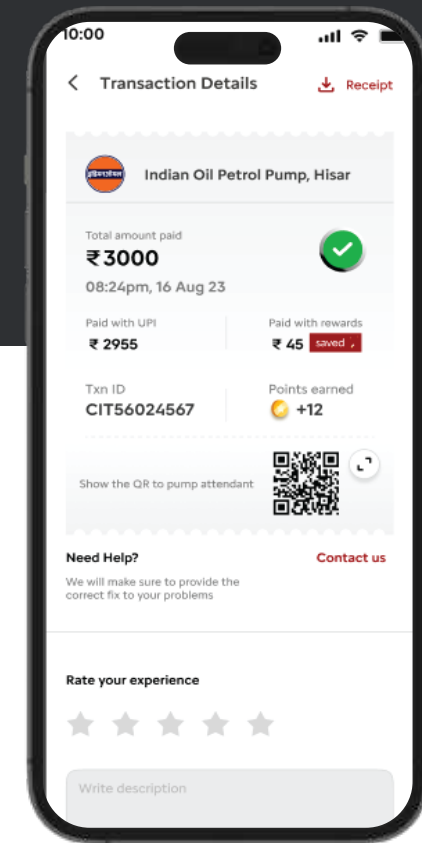 10:00
Transaction Details
Receipt
इंडियनऑयल
Indian Oil Petrol Pump, Hisar
Total amount paid
₹3000
08:24pm, 16 Aug 23
Paid with UPI
Paid with rewards
₹ 2955
₹ 45 saved
Txn ID
Points earned
CIT56024567
+12
Show the QR to pump attendant
Need Help?
Contact us
We will make sure to provide the
correct fix to your problems
Rate your experience
Write description